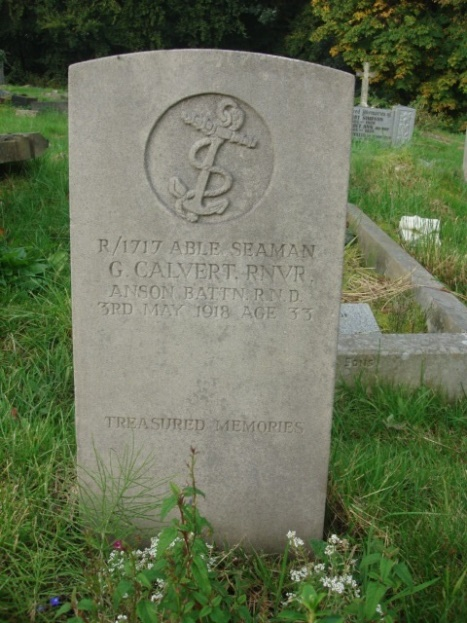 R/1717 ABLE SEAMAN
G. CALVERT. RNVR
ANSON BATTN. R.N.D.
3RD MAY 1918 AGE 33
TREASURED MEMORIES